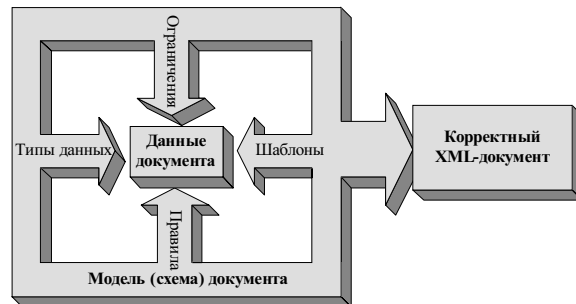 Ограничения
Типы данных
Данные
документа
Шаблоны
Правила
Модель (схема) документа
Корректный
XML-документ